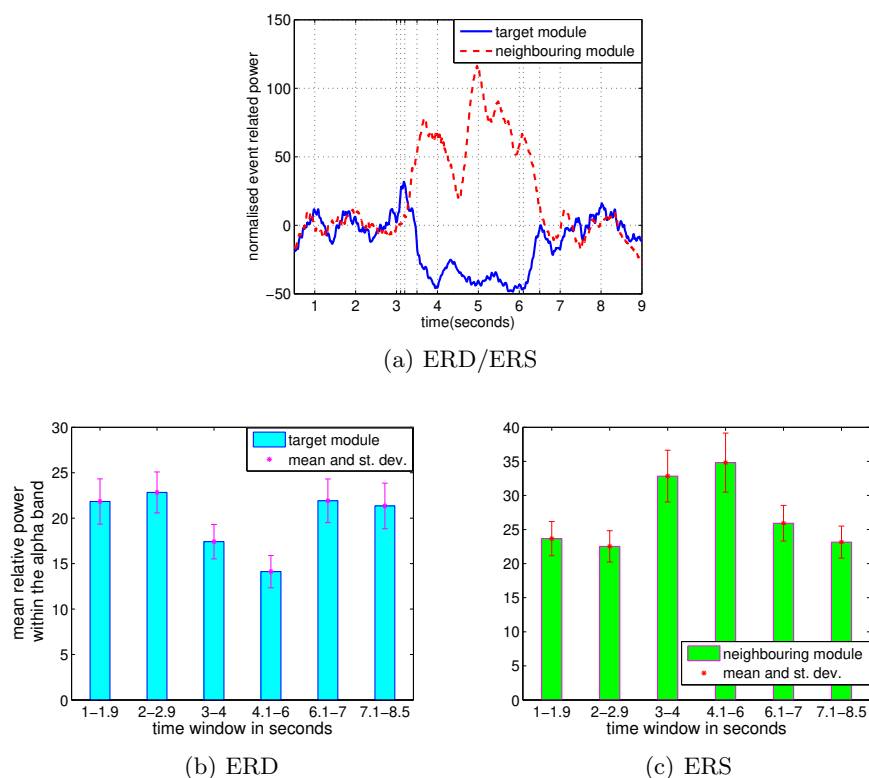 150
100
50
0
−50
normalised event related power
target module
neighbouring module
1 2 3 4 5 6 7 8 9
time(seconds)
(a) ERD/ERS
30
25
20
15
10
5
0
mean relative power
within the alpha band
target module
mean and st. dev.
1−1.9 2−2.9 3−4 4.1−6 6.1−7 7.1−8.5
time window in seconds
(b) ERD
40
35
30
25
20
15
10
5
0
neighbouring module
mean and st. dev.
1−1.9 2−2.9 3−4 4.1−6 6.1−7 7.1−8.5
time window in seconds
(c) ERS